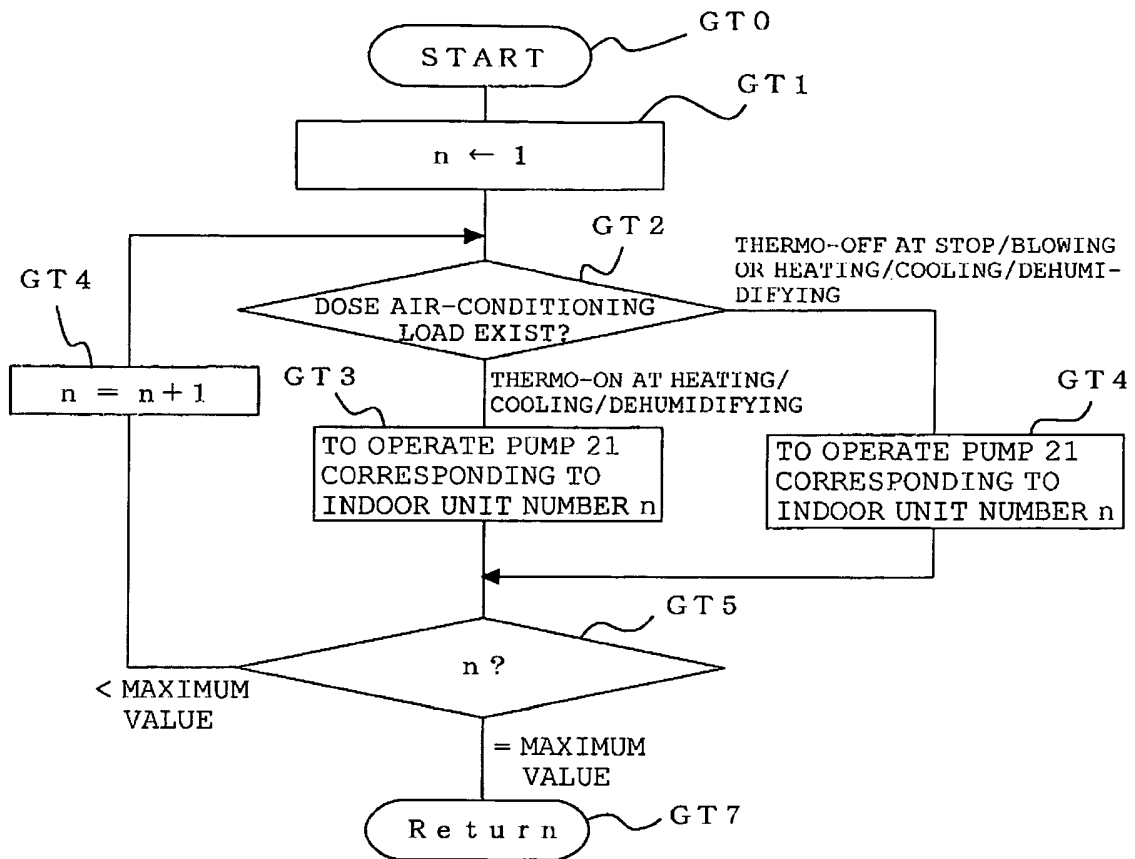 GT0
START
GT1
n ← 1
GT2
THERMO-OFF AT STOP/BLOWING
OR HEATING/COOLING/DEHUMI-
DIFYING
GT4
DOSE AIR-CONDITIONING
LOAD EXIST?
n = n+1
GT3
THERMO-ON AT HEATING/
COOLING/DEHUMIDIFYING
GT4
TO OPERATE PUMP 21
CORRESPONDING TO
INDOOR UNIT NUMBER n
TO OPERATE PUMP 21
CORRESPONDING TO
INDOOR UNIT NUMBER n
GT5
n?
< MAXIMUM
VALUE
= MAXIMUM
VALUE
Return
GT7